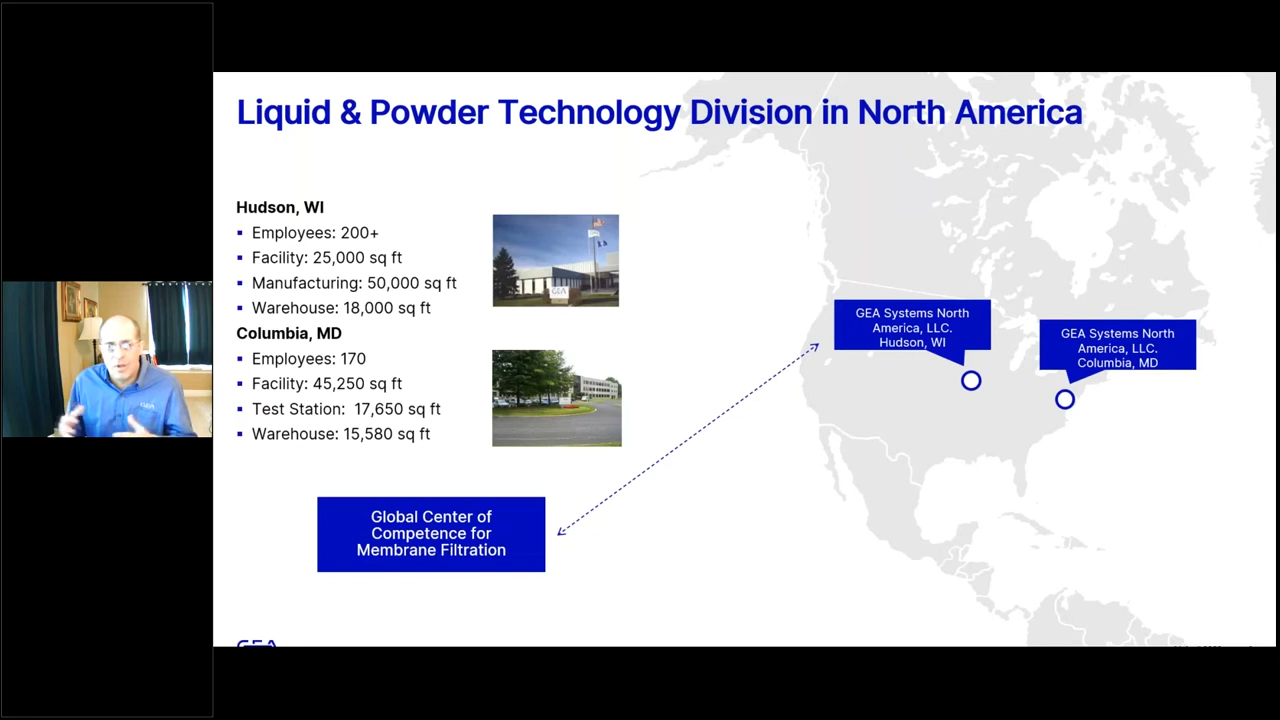 Liquid & Powder Technology Division in North America
Hudson, WI
Employees: 200+
Facility: 25,000 sq ft
Manufacturing: 50,000 sq ft
Warehouse: 18,000 sq ft
Columbia, MD
Employees: 170
Facility: 45,250 sq ft
Test Station: 17,650 sq ft
Warehouse: 15,580 sq ft
Global Center of
Competence for
Membrane Filtration
GEA Systems North
America, LLC.
Hudson, WI
GEA Systems North
America, LLC.
Columbia, MD
GEA
GEA
GEA